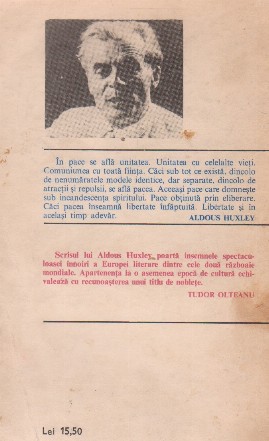 În pace se află unitatea. Unitatea cu celelalte vieți.
Comuniunea cu toată ființa. Căci sub tot ce există, dincolo
de nenumăratele modele identice, dar separate, dincolo de
atracții și repulsii, se află pacea. Aceeași pace care domnește
sub incandescența spiritului. Pace obținută prin eliberare.
Căci pacea înseamnă libertate înfăptuită. Libertate și în
același timp adevăr.
ALDOUS HUXLEY
Scrisul lui Aldous Huxley poartă însemnele spectacu-
loasei înnoiri a Europei literare dintre cele două războaie
mondiale. Apartenența la o asemenea epocă de cultură echi-
valează cu recunoașterea unui titlu de noblețe.
TUDOR OLTEANU
Lei 15,50